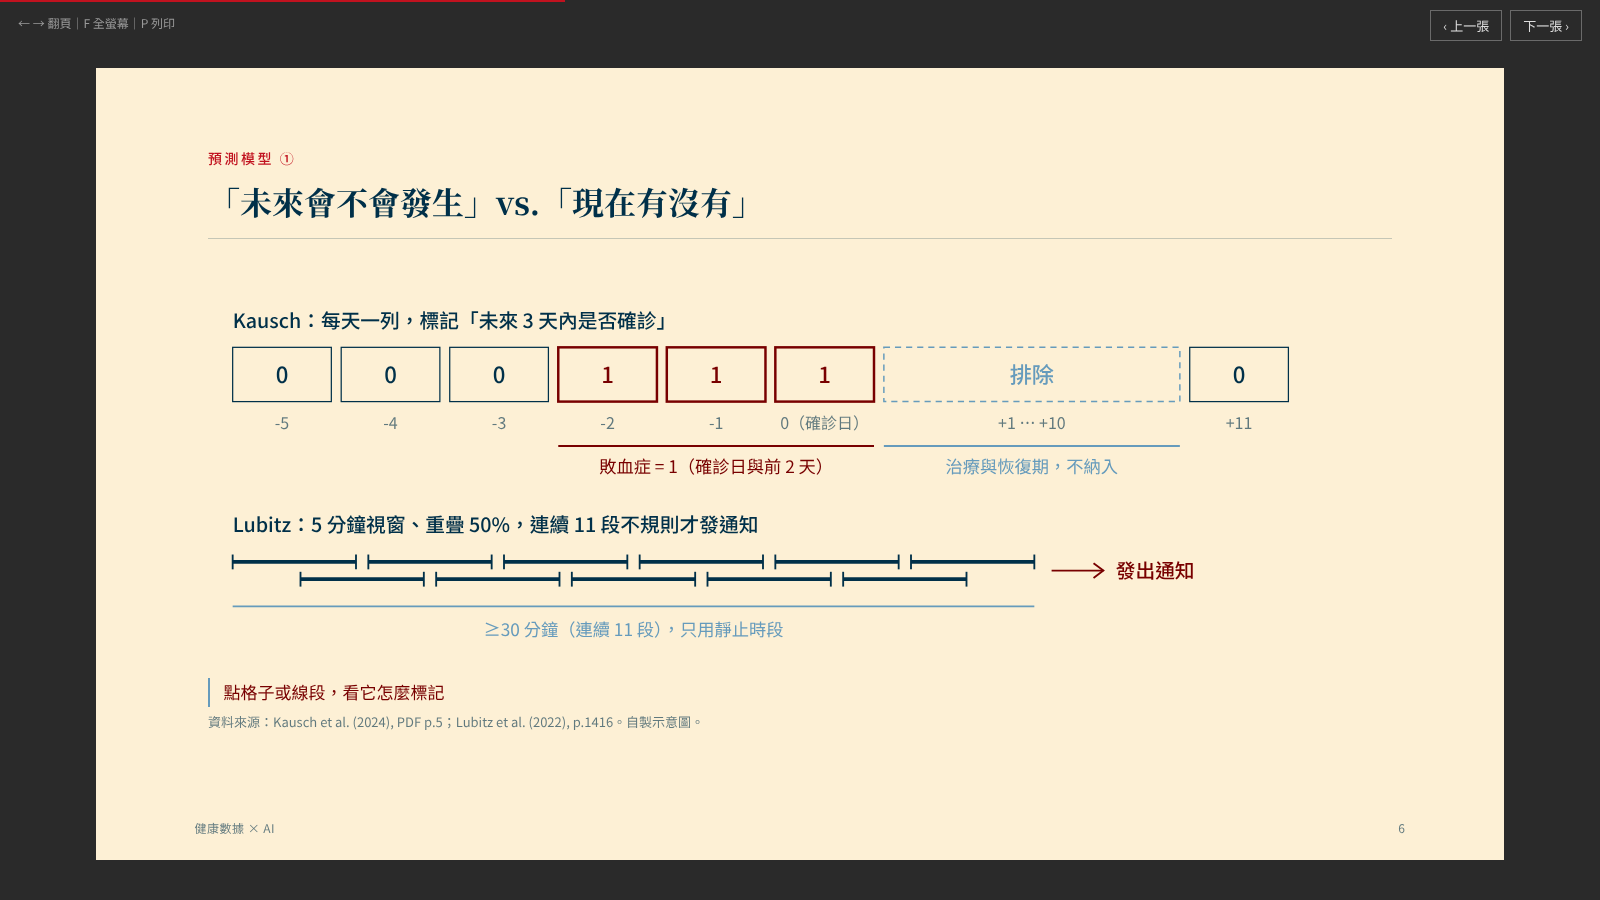 ←→ 翻頁｜F 全螢幕｜P 列印
‹ 上一張
下一張 ›
預測模型 ①
「未來會不會發生」vs.「現在有沒有」
Kausch：每天一列，標記「未來 3 天內是否確診」
0 0 0 1 1 1 排除 0
-5 -4 -3 -2 -1 0（確診日） +1 ⋯ +10 +11
敗血症 = 1（確診日與前 2 天） 治療與恢復期，不納入
Lubitz：5 分鐘視窗、重疊 50%，連續 11 段不規則才發通知
發出通知
≥30 分鐘（連續 11 段），只用靜止時段
點格子或線段，看它怎麼標記
資料來源：Kausch et al. (2024), PDF p.5；Lubitz et al. (2022), p.1416。自製示意圖。
健康數據 × AI
6